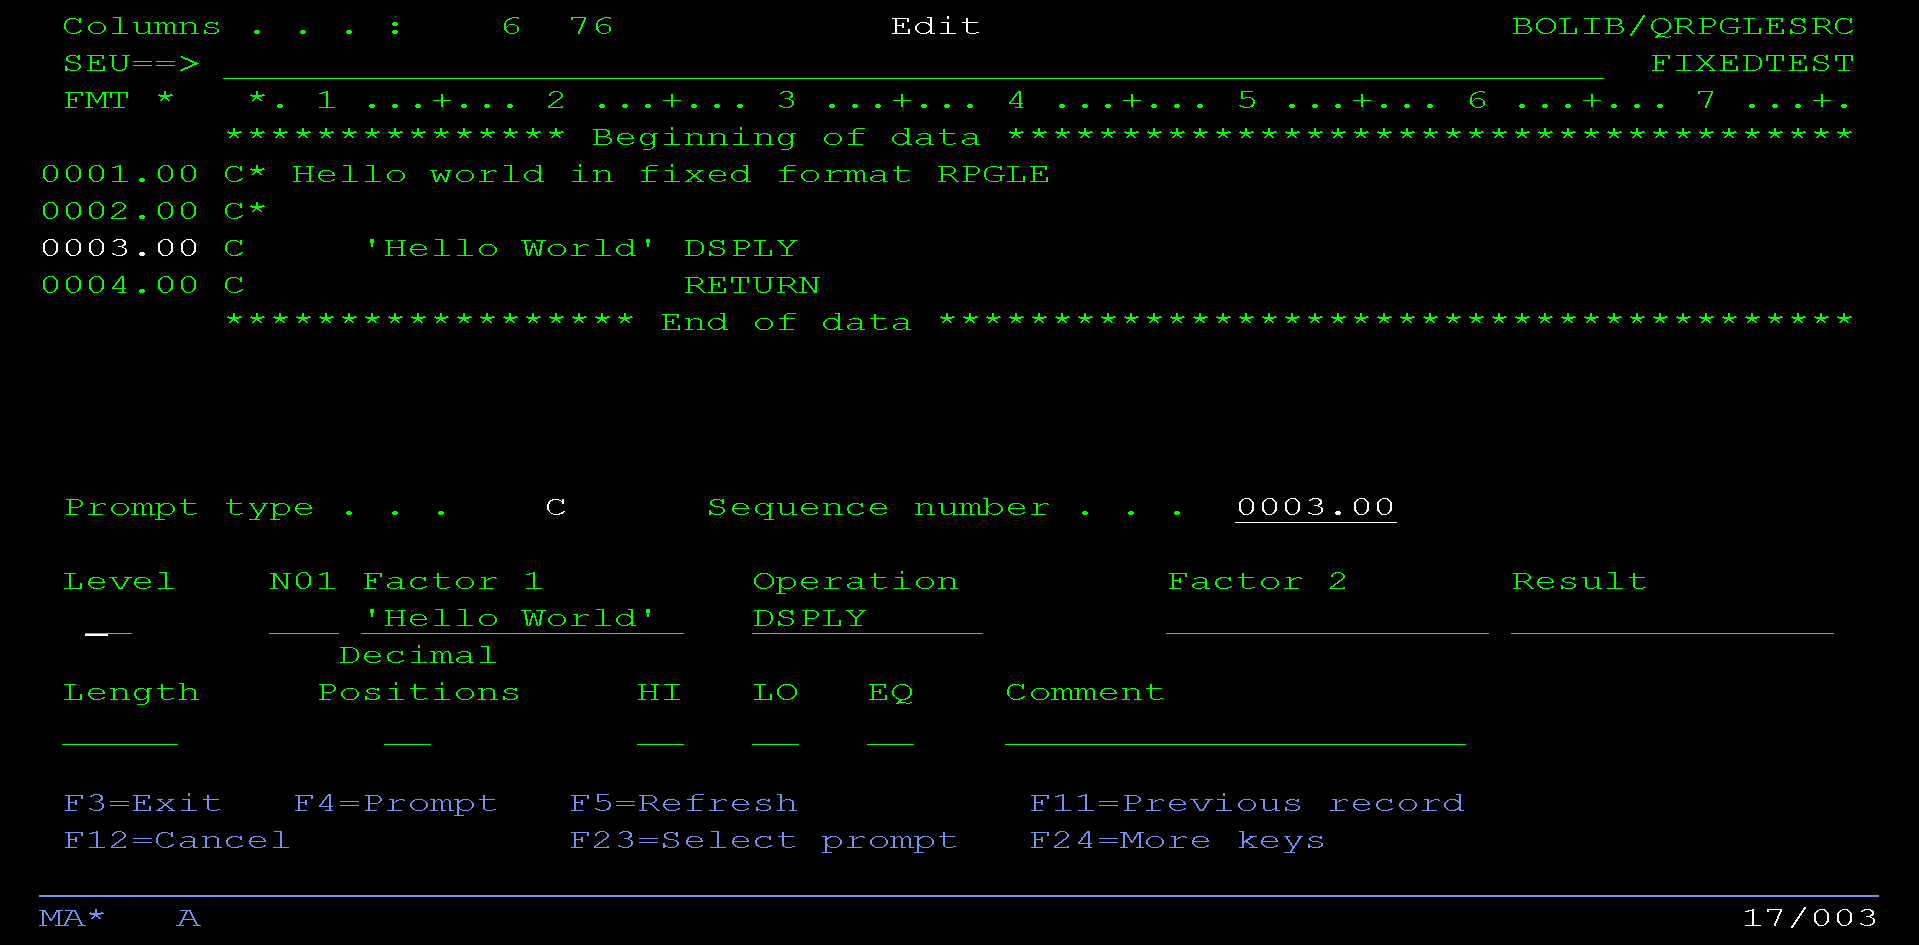 Columns . . . :    6  76            Edit                       BOLIB/QRPGLESRC
SEU==>                                                               FIXEDTEST
FMT *   *. 1 ...+... 2 ...+... 3 ...+... 4 ...+... 5 ...+... 6 ...+... 7 ...+.
*************** Beginning of data *************************************
0001.00 C* Hello world in fixed format RPGLE
0002.00 C*
0003.00 C     'Hello World' DSPLY
0004.00 C                   RETURN
****************** End of data ****************************************
Prompt type . . .    C      Sequence number . . .  0003.00
Level    N01 Factor 1         Operation         Factor 2       Result
'Hello World'    DSPLY
Decimal
Length     Positions     HI   LO   EQ    Comment
F3=Exit   F4=Prompt   F5=Refresh          F11=Previous record
F12=Cancel            F23=Select prompt   F24=More keys
MA*   A                                                                   17/003